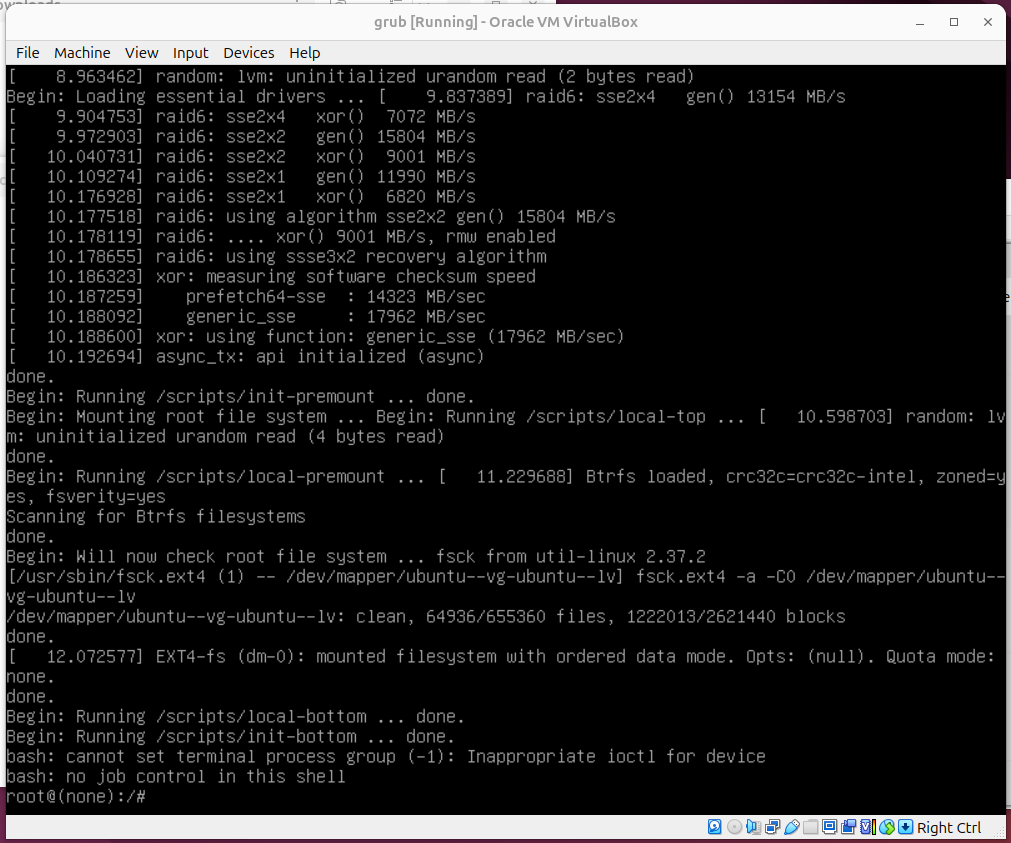 grub [Running] - Oracle VM VirtualBox
File Machine View Input Devices Help
[    8.963462] random: lvm: uninitialized urandom read (2 bytes read)
Begin: Loading essential drivers ... [    9.837389] raid6: sse2x4   gen() 13154 MB/s
[    9.904753] raid6: sse2x4   xor()  7072 MB/s
[    9.972903] raid6: sse2x2   gen() 15804 MB/s
[   10.040731] raid6: sse2x2   xor()  9001 MB/s
[   10.109274] raid6: sse2x1   gen() 11990 MB/s
[   10.176928] raid6: sse2x1   xor()  6820 MB/s
[   10.177518] raid6: using algorithm sse2x2 gen() 15804 MB/s
[   10.178119] raid6: .... xor() 9001 MB/s, rmw enabled
[   10.178655] raid6: using ssse3x2 recovery algorithm
[   10.186323] xor: measuring software checksum speed
[   10.187259]    prefetch64-sse  : 14323 MB/sec
[   10.188092]    generic_sse     : 17962 MB/sec
[   10.188600] xor: using function: generic_sse (17962 MB/sec)
[   10.192694] async_tx: api initialized (async)
done.
Begin: Running /scripts/init-premount ... done.
Begin: Mounting root file system ... Begin: Running /scripts/local-top ... [   10.598703] random: lv
m: uninitialized urandom read (4 bytes read)
done.
Begin: Running /scripts/local-premount ... [   11.229688] Btrfs loaded, crc32c=crc32c-intel, zoned=y
es, fsverity=yes
Scanning for Btrfs filesystems
done.
Begin: Will now check root file system ... fsck from util-linux 2.37.2
[/usr/sbin/fsck.ext4 (1) -- /dev/mapper/ubuntu--vg-ubuntu--lv] fsck.ext4 -a -C0 /dev/mapper/ubuntu--
vg-ubuntu--lv
/dev/mapper/ubuntu--vg-ubuntu--lv: clean, 64936/655360 files, 1222013/2621440 blocks
done.
[   12.072577] EXT4-fs (dm-0): mounted filesystem with ordered data mode. Opts: (null). Quota mode:
none.
done.
Begin: Running /scripts/local-bottom ... done.
Begin: Running /scripts/init-bottom ... done.
bash: cannot set terminal process group (-1): Inappropriate ioctl for device
bash: no job control in this shell
root@(none):/#
Right Ctrl